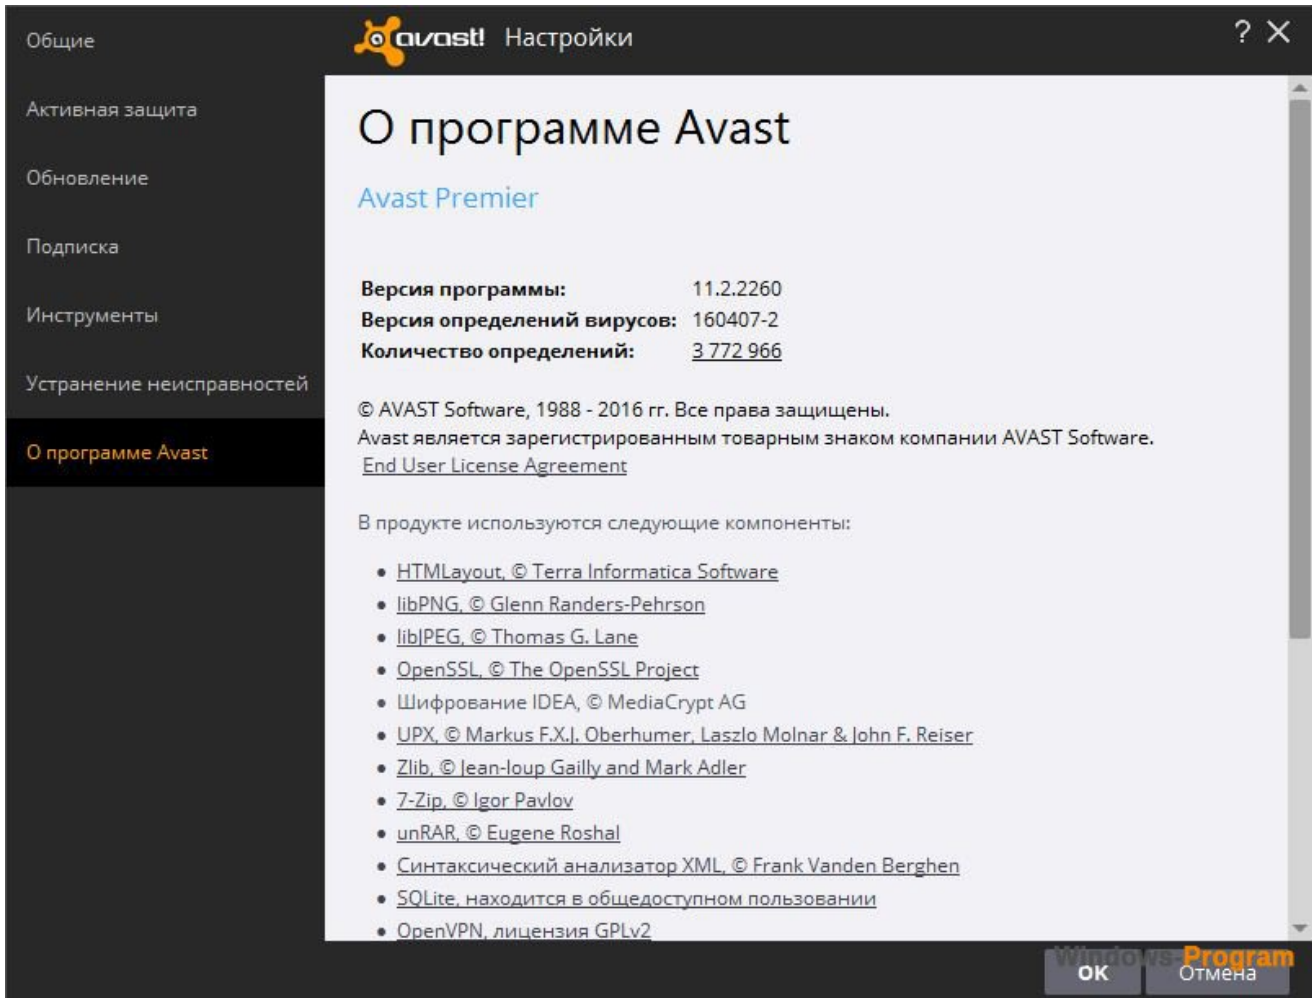 Общие
avast! Настройки
?
Активная защита
Обновление
Подписка
Инструменты
Устранение неисправностей
О программе Avast
О программе Avast
Avast Premier
Версия программы: 11.2.2260
Версия определений вирусов: 160407-2
Количество определений: 3 772 966
© AVAST Software, 1988 - 2016 гг. Все права защищены.
Avast является зарегистрированным товарным знаком компании AVAST Software.
End User License Agreement
В продукте используются следующие компоненты:
• HTMLayout, © Terra Informatica Software
• libPNG, © Glenn Randers-Pehrson
• libJPEG, © Thomas G. Lane
• OpenSSL, © The OpenSSL Project
• Шифрование IDEA, © MediaCrypt AG
• UPX, © Markus F.X.J. Oberhumer, Laszlo Molnar & John F. Reiser
• Zlib, © Jean-loup Gailly and Mark Adler
• 7-Zip, © Igor Pavlov
• unRAR, © Eugene Roshal
• Синтаксический анализатор XML, © Frank Vanden Berghen
• SQLite, находится в общедоступном пользовании
• OpenVPN, лицензия GPLv2
Windows-Program
ОК
Отмена